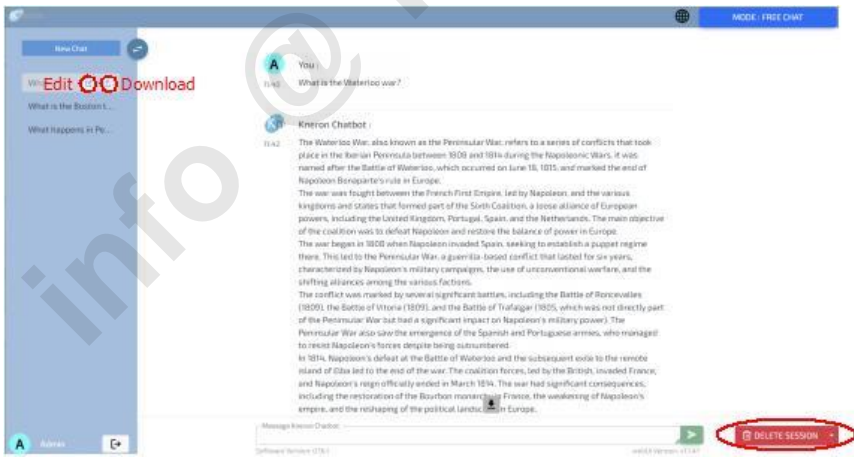 MODE : FREE CHAT
New Chat
Edit Download
What is the Boston t...
What happens in Pe...
A
You :
11:40
What is the Waterloo war?
Kneron Chatbot :
11:42
The Waterloo War, also known as the Peninsular War, refers to a series of conflicts that took
place in the Iberian Peninsula between 1808 and 1814 during the Napoleonic Wars. It was
named after the Battle of Waterloo, which occurred on June 18, 1815, and marked the end of
Napoleon Bonaparte's rule in Europe.
The war was fought between the French First Empire, led by Napoleon, and the various
kingdoms and states that formed part of the Sixth Coalition, a loose alliance of European
powers, including the United Kingdom, Portugal, Spain, and the Netherlands. The main objective
of the coalition was to defeat Napoleon and restore the balance of power in Europe.
The war began in 1808 when Napoleon invaded Spain, seeking to establish a puppet regime
there. This led to the Peninsular War, a guerrilla-based conflict that lasted for six years,
characterized by Napoleon's military campaigns, the use of unconventional warfare, and the
shifting alliances among the various factions.
The conflict was marked by several significant battles, including the Battle of Roncevalles
(1809), the Battle of Vitoria (1809), and the Battle of Trafalgar (1805, which was not directly part
of the Peninsular War but had a significant impact on Napoleon's military power). The
Peninsular War also saw the emergence of the Spanish and Portuguese armies, who managed
to resist Napoleon's forces despite being outnumbered.
In 1814, Napoleon's defeat at the Battle of Waterloo and the subsequent exile to the remote
island of Elba led to the end of the war. The coalition forces, led by the British, invaded France,
and Napoleon's reign officially ended in March 1814. The war had significant consequences,
including the restoration of the Bourbon monarchy in France, the weakening of Napoleon's
empire, and the reshaping of the political landsc in Europe.
Message Kneron Chatbot
A Admin
DELETE SESSION
Software Version
webUI Version:
info @